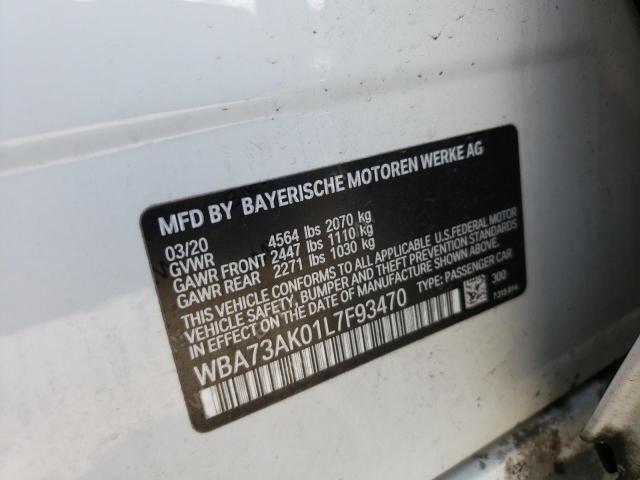 MFD BY BAYERISCHE MOTOREN WERKE AG
03/20
GVWR 4564 lbs 2070 kg
GAWR FRONT 2447 lbs 1110 kg
GAWR REAR 2271 lbs 1030 kg
THIS VEHICLE CONFORMS TO ALL APPLICABLE U.S.FEDERAL MOTOR
VEHICLE SAFETY, BUMPER AND THEFT PREVENTION STANDARDS
IN EFFECT ON THE DATE OF MANUFACTURE SHOWN ABOVE.
WBA73AK01L7F93470 TYPE: PASSENGER CAR
300